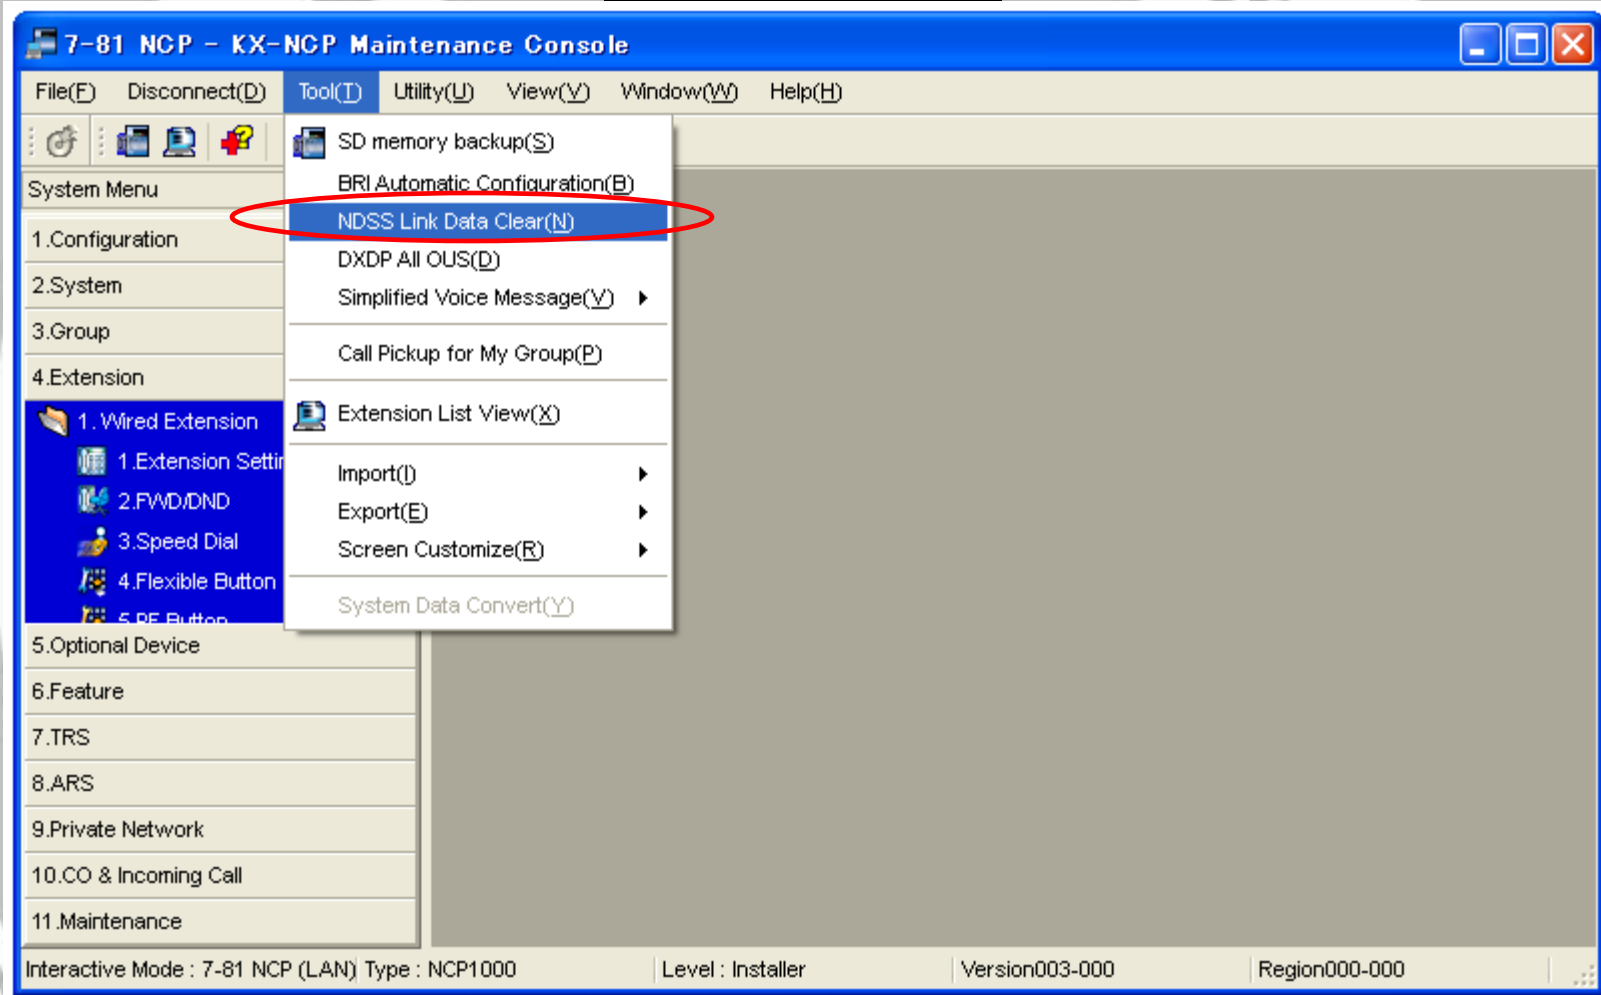 7-81 NCP - KX-NCP Maintenance Console
File(F) Disconnect(D) Tool(T) Utility(U) View(V) Window(W) Help(H)
SD memory backup(S)
BRI Automatic Configuration(B)
NDSS Link Data Clear(N)
DXDP All OUS(D)
Simplified Voice Message(V)
Call Pickup for My Group(P)
Extension List View(X)
Import(I)
Export(E)
Screen Customize(R)
System Data Convert(Y)
System Menu
1.Configuration
2.System
3.Group
4.Extension
1. Wired Extension
1.Extension Settin
2.FWD/DND
3.Speed Dial
4.Flexible Button
5.PF Button
5.Optional Device
6.Feature
7.TRS
8.ARS
9.Private Network
10.CO & Incoming Call
11.Maintenance
Interactive Mode : 7-81 NCP (LAN) Type : NCP1000 Level : Installer Version003-000 Region000-000